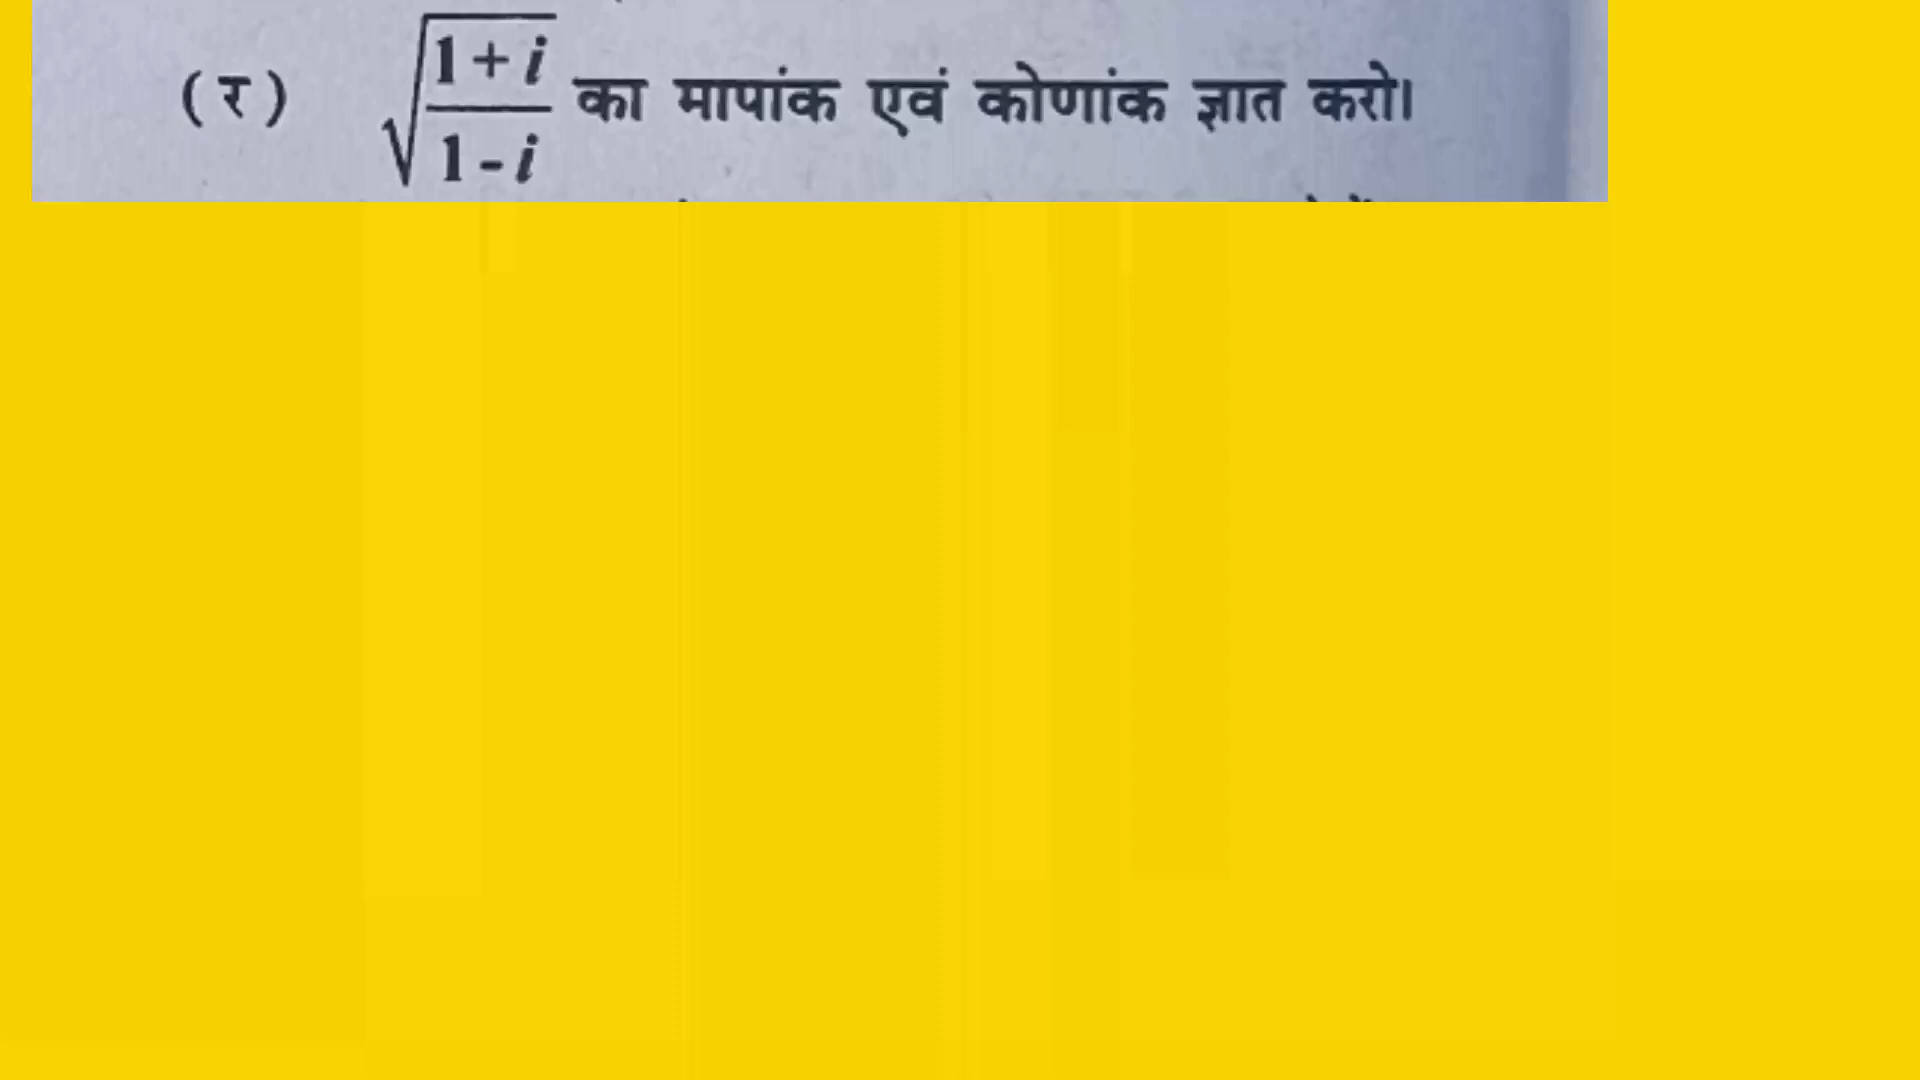 (र) √(1+i / 1-i) का मापांक एवं कोणांक ज्ञात करो।